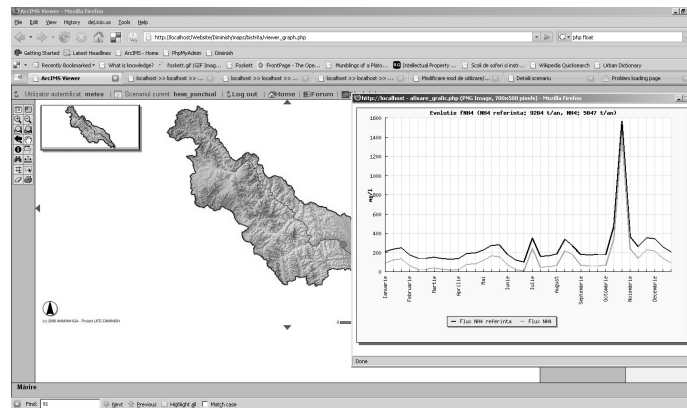 ArcIMS Viewer - Mozilla Firefox
File Edit View History del.icio.us Tools Help
http://localhost/Website/Diminish/maps/bistrita/viewer_graph.php
php float
Getting Started Latest Headlines ArcIMS - Home PhpMyAdmin Diminish
Recently Bookmarked What is knowledge? foskett.gif (GIF Imag... Foskett FrontPage - The Ope... Mumblings of a Plato... Intellectual Property ... Scoli de soferi si instr... Wikipedia Quicksearch Urban Dictionary
ArcIMS Viewer localhost >> localhost >> ... localhost >> localhost >> ... localhost >> localhost >> ... Modificare mod de utilizare/... Detalii scenariu Problem loading page
Utilizator autentificat: meteo | Scenariul curent: hem_punctual | Log out | Home | Forum |
http://localhost - afisare_grafic.php (PNG Image, 700x500 pixels) - Mozilla Firefox
Evolutie fNH4 (NH4 referinta: 9204 t/an, NH4: 5047 t/an)
1600
1400
1200
1000
800
600
400
200
0
mg/l
Ianuarie
Februarie
Martie
Aprilie
Mai
Iunie
Iulie
August
Septembrie
Octombrie
Noiembrie
Decembrie
Flux NH4 referinta Flux NH4
Done
(c) 2008 ANM/INHGA - Proiect LIFE-DIMINISH
0
Mărire
Find: 91 Next Previous Highlight all Match case